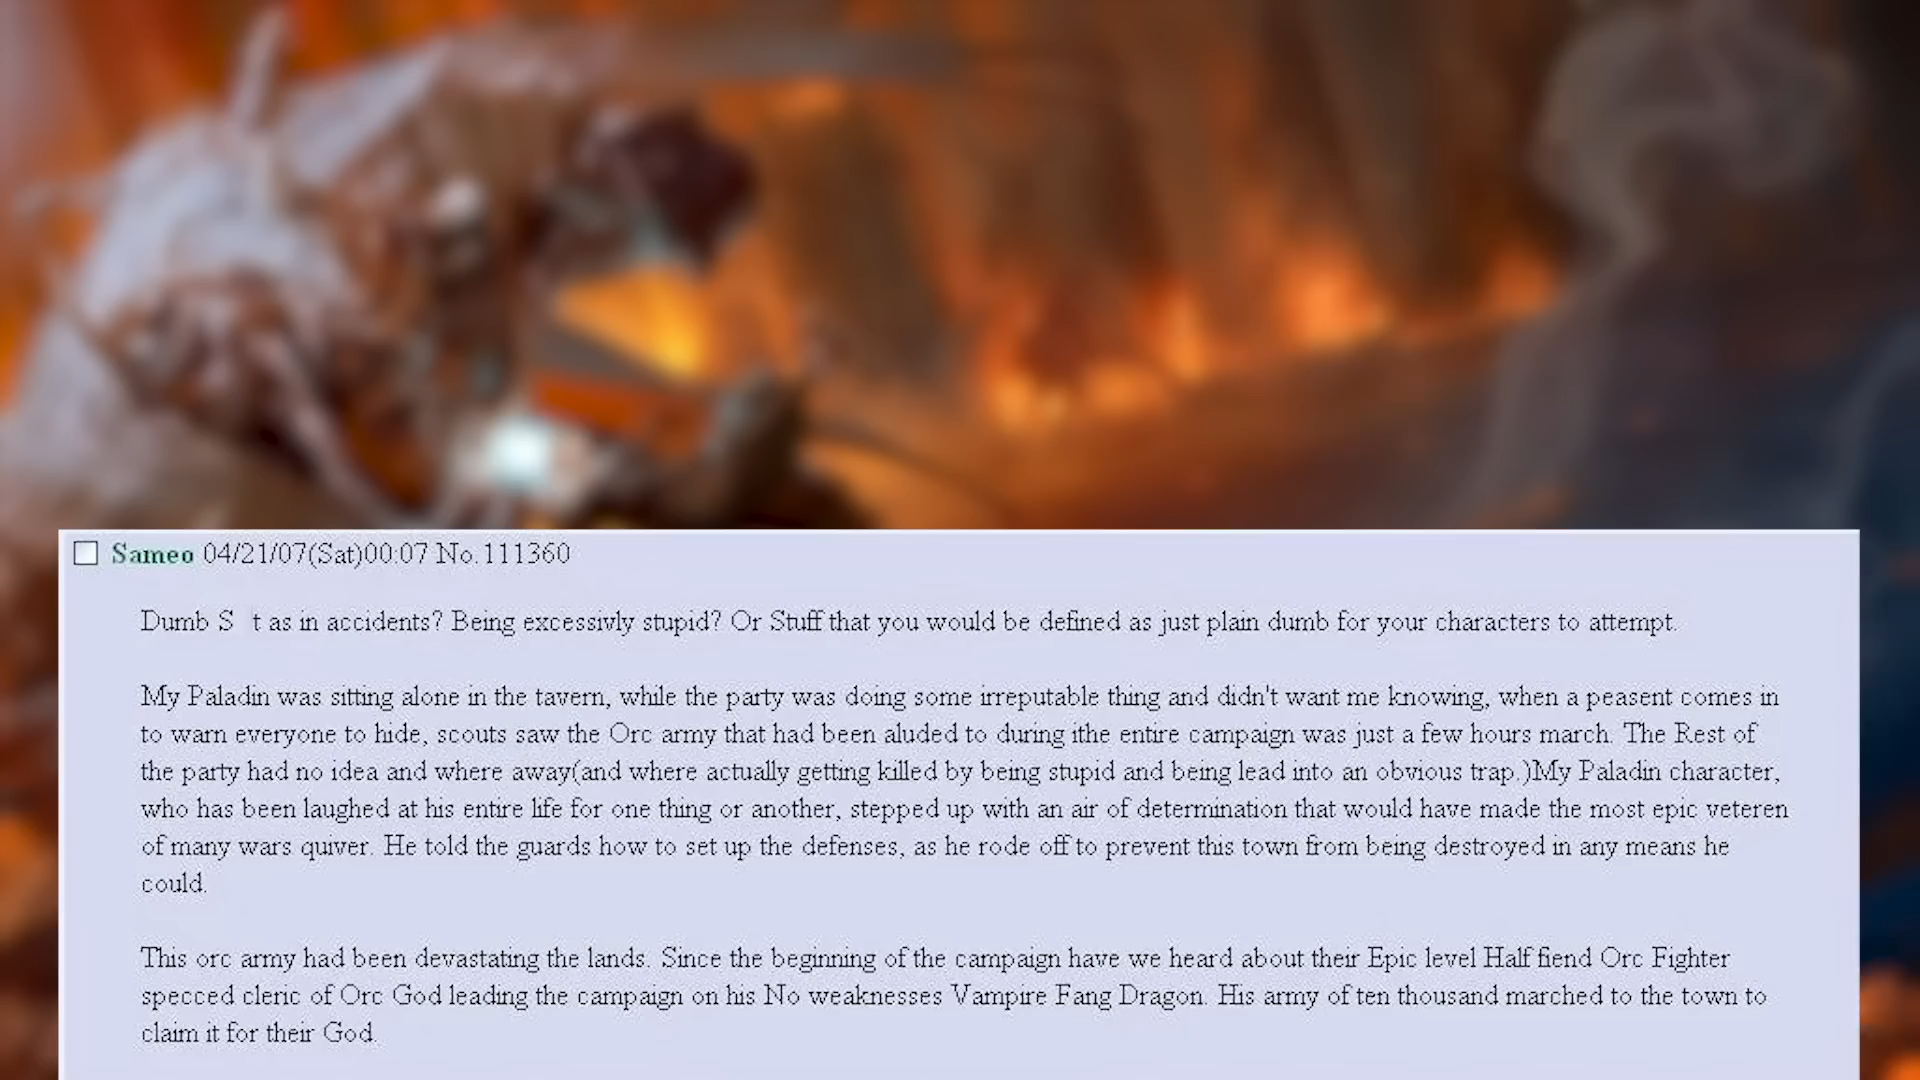 Sameo 04/21/07(Sat)00:07 No.111360
Dumb S t as in accidents? Being excessivly stupid? Or Stuff that you would be defined as just plain dumb for your characters to attempt.
My Paladin was sitting alone in the tavern, while the party was doing some irreputable thing and didn't want me knowing, when a peasent comes in
to warn everyone to hide, scouts saw the Orc army that had been aluded to during ithe entire campaign was just a few hours march. The Rest of
the party had no idea and where away(and where actually getting killed by being stupid and being lead into an obvious trap.)My Paladin character,
who has been laughed at his entire life for one thing or another, stepped up with an air of determination that would have made the most epic veteren
of many wars quiver. He told the guards how to set up the defenses, as he rode off to prevent this town from being destroyed in any means he
could.
This orc army had been devastating the lands. Since the beginning of the campaign have we heard about their Epic level Half fiend Orc Fighter
specced cleric of Orc God leading the campaign on his No weaknesses Vampire Fang Dragon. His army of ten thousand marched to the town to
claim it for their God.